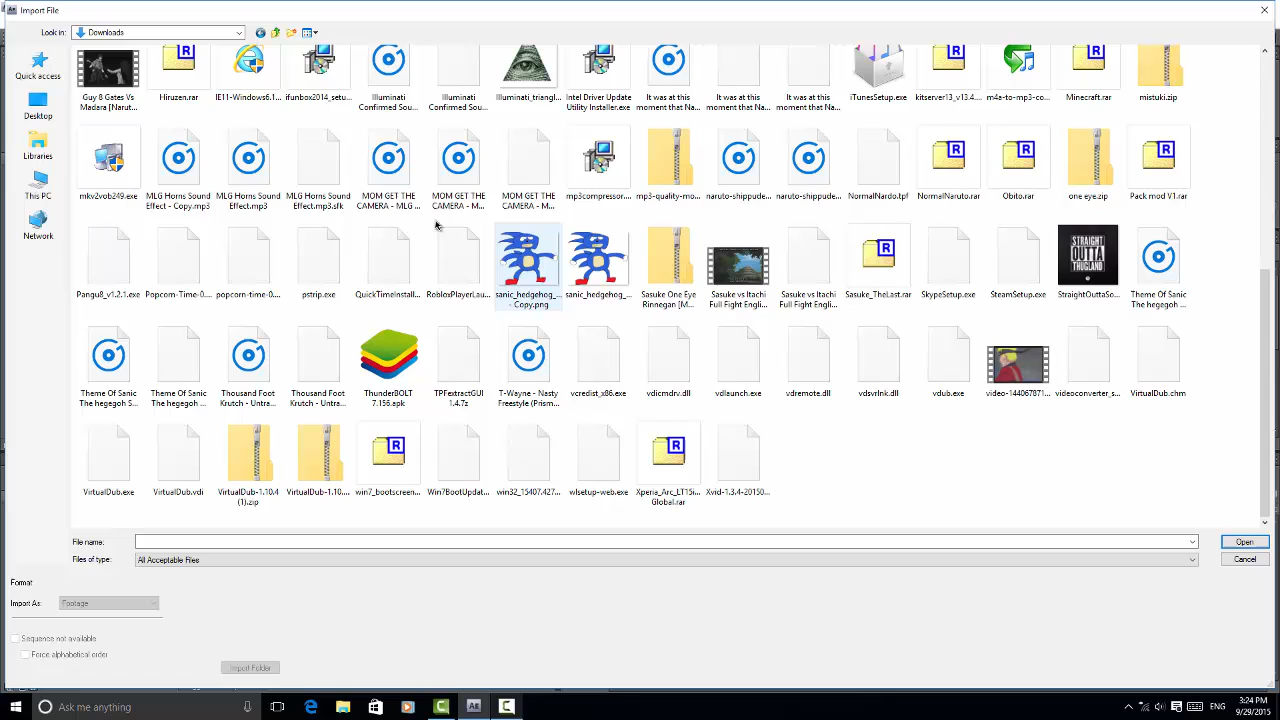 Import File
Look in:
Downloads
Quick access
Desktop
Libraries
This PC
Network
Guy 8 Gates Vs Madara [Narut...
Hiruzen.rar
IE11-Windows6.1...
ifunbox2014_setu...
Illuminati Confirmed Sou...
Illuminati Confirmed Sou...
Illuminati_triangl...
Intel Driver Update Utility Installer.exe
It was at this moment that Na...
It was at this moment that Na...
It was at this moment that Na...
iTunesSetup.exe
kitserver13_v13.4...
m4a-to-mp3-co...
Minecraft.rar
mistuki.zip
mkv2vob249.exe
MLG Horns Sound Effect - Copy.mp3
MLG Horns Sound Effect.mp3
MLG Horns Sound Effect.mp3.sfk
MOM GET THE CAMERA - MLG ...
MOM GET THE CAMERA - M...
MOM GET THE CAMERA - M...
mp3compressor....
mp3-quality-mo...
naruto-shippude...
naruto-shippude...
NormalNardo.tpf
NormalNaruto.rar
Obito.rar
one eye.zip
Pack mod V1.rar
Pangu8_v1.2.1.exe
Popcorn-Time-0....
popcorn-time-0....
pstrip.exe
QuickTimeInstall...
RobloxPlayerLau...
sanic_hedgehog_... - Copy.png
sanic_hedgehog_...
Sasuke One Eye Rinnegan [M...
Sasuke vs Itachi Full Fight Engli...
Sasuke vs Itachi Full Fight Engli...
Sasuke_TheLast.rar
SkypeSetup.exe
SteamSetup.exe
STRAIGHT
OUTTA
THUGLAND
StraightOuttaSo...
Theme Of Sanic The hegegoh ...
Theme Of Sanic The hegegoh S...
Theme Of Sanic The hegegoh ...
Thousand Foot Krutch - Untra...
Thousand Foot Krutch - Untra...
ThunderBOLT 7.156.apk
TPFextractGUI 1.4.7z
T-Wayne - Nasty Freestyle (Prism...
vcredist_x86.exe
vdicmdrv.dll
vdlaunch.exe
vdremote.dll
vdsvrlnk.dll
vdub.exe
video-144067871...
videoconverter_s...
VirtualDub.chm
VirtualDub.exe
VirtualDub.vdi
VirtualDub-1.10.4 (1).zip
VirtualDub-1.10....
win7_bootscreen...
Win7BootUpdat...
win32_15407.427...
wlsetup-web.exe
Xperia_Arc_LT15i... Global.rar
Xvid-1.3.4-20150...
File name:
Open
Files of type:
All Acceptable Files
Cancel
Format
Import As:
Footage
Sequence not available
Force alphabetical order
Import Folder
Ask me anything
Ae
ENG
3:24 PM
9/29/2015